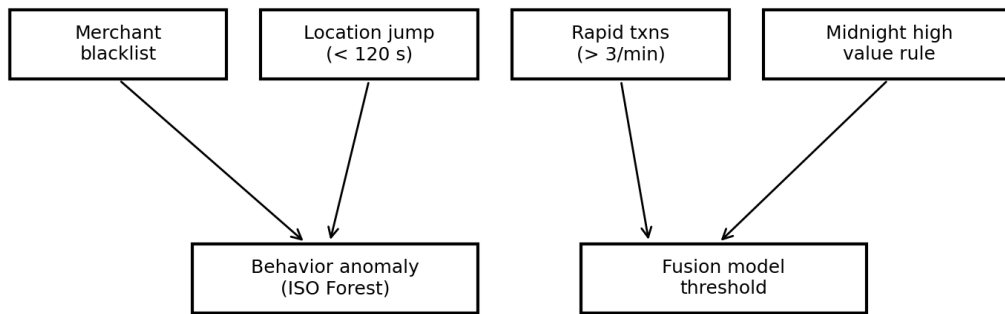 Merchant
blacklist
Location jump
(< 120 s)
Rapid txns
(> 3/min)
Midnight high
value rule
Behavior anomaly
(ISO Forest)
Fusion model
threshold